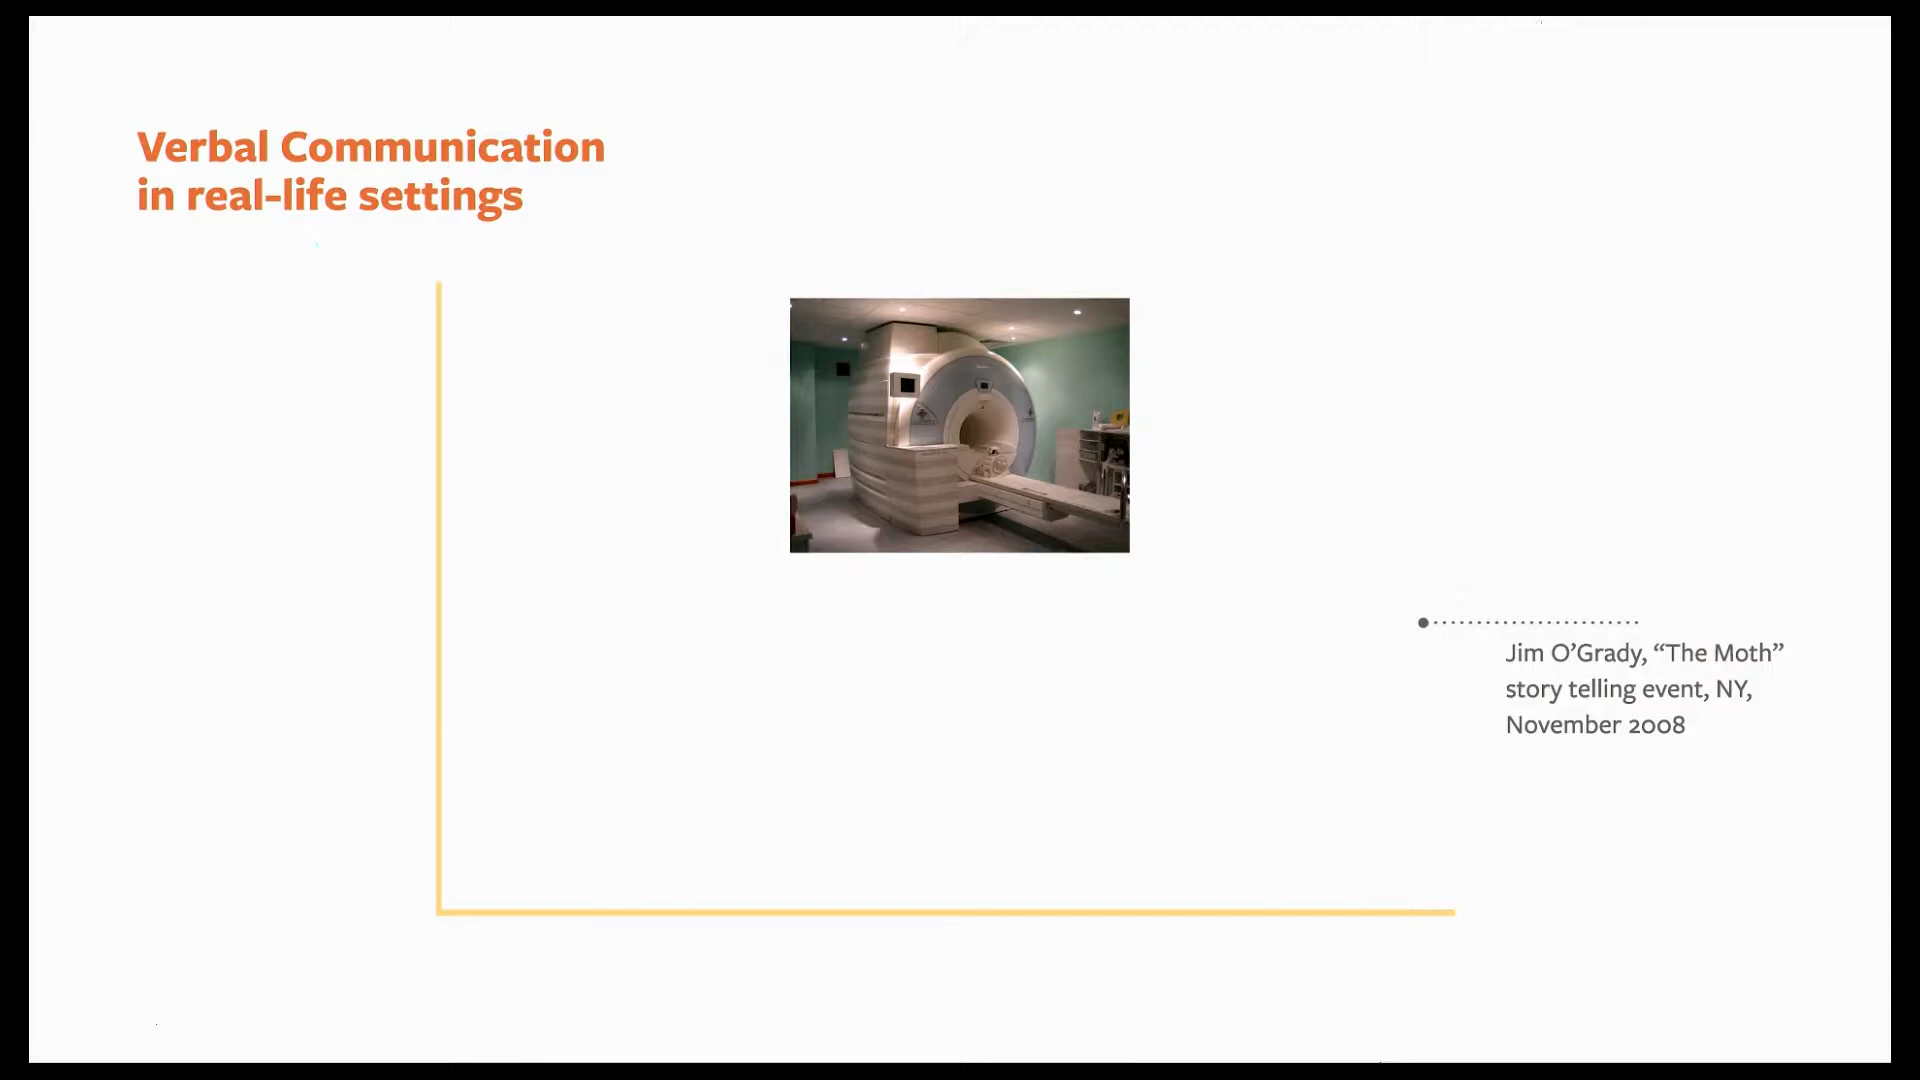 Verbal Communication
in real-life settings
Jim O’Grady, “The Moth”
story telling event, NY,
November 2008